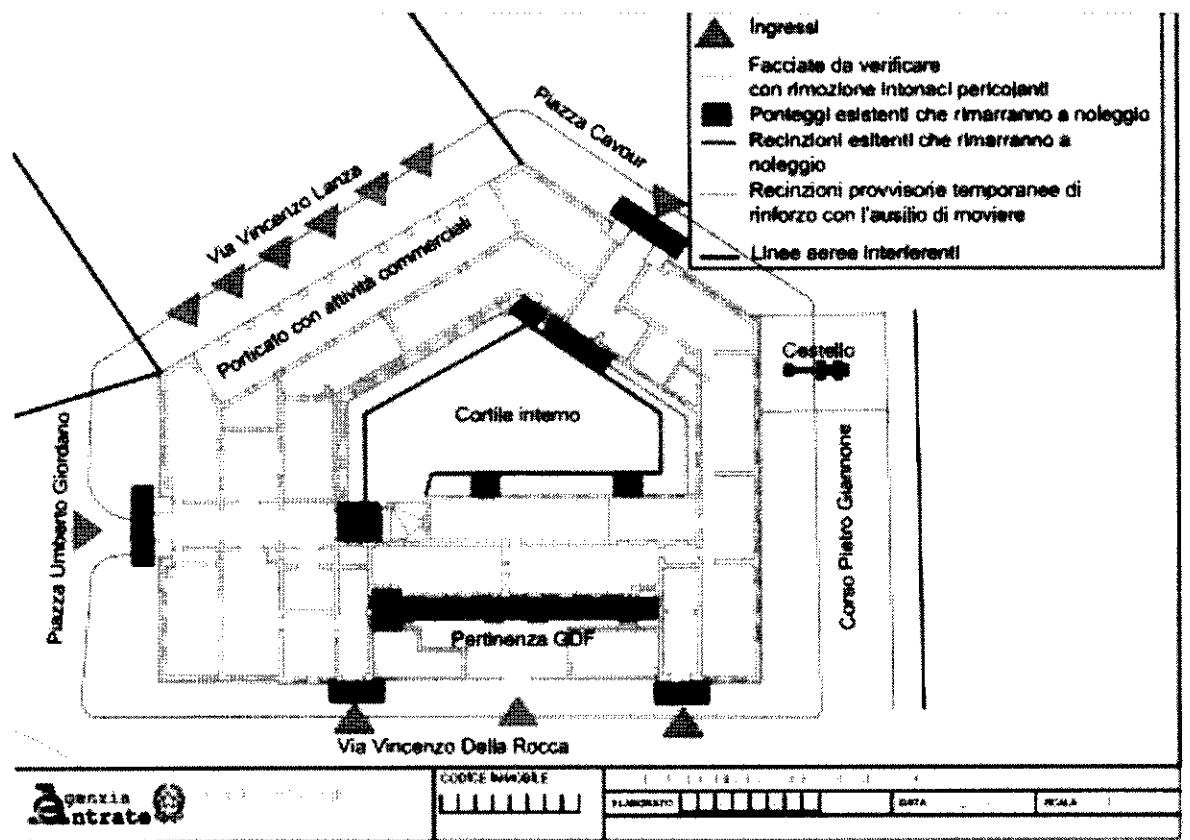 Ingressi
Facciate da verificare
con rimozione intonaci pericolanti
Ponteggi esistenti che rimarranno a noleggio
Recinzioni esitenti che rimarranno a
noleggio
Recinzioni provvisorie temporanee di
rinforzo con l'ausilio di moviere
Linee aeree interferenti
Piazza Cavour
Via Vincenzo Lanza
Porticato con attività commerciali
Castello
Cortile interno
Piazza Umberto Giordano
Corso Pietro Giannone
Pertinenza GDF
Via Vincenzo Della Rocca
CODICE IMMOBILE
genzia
ntrate
ELABORATO
DATA
SCALA